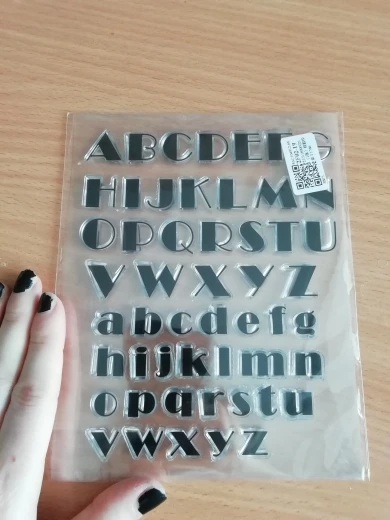 ABCDEFG
HIJKLMN
OPQRSTU
VWXYZ
abcdefg
hijklmn
opqrstu
vwxyz